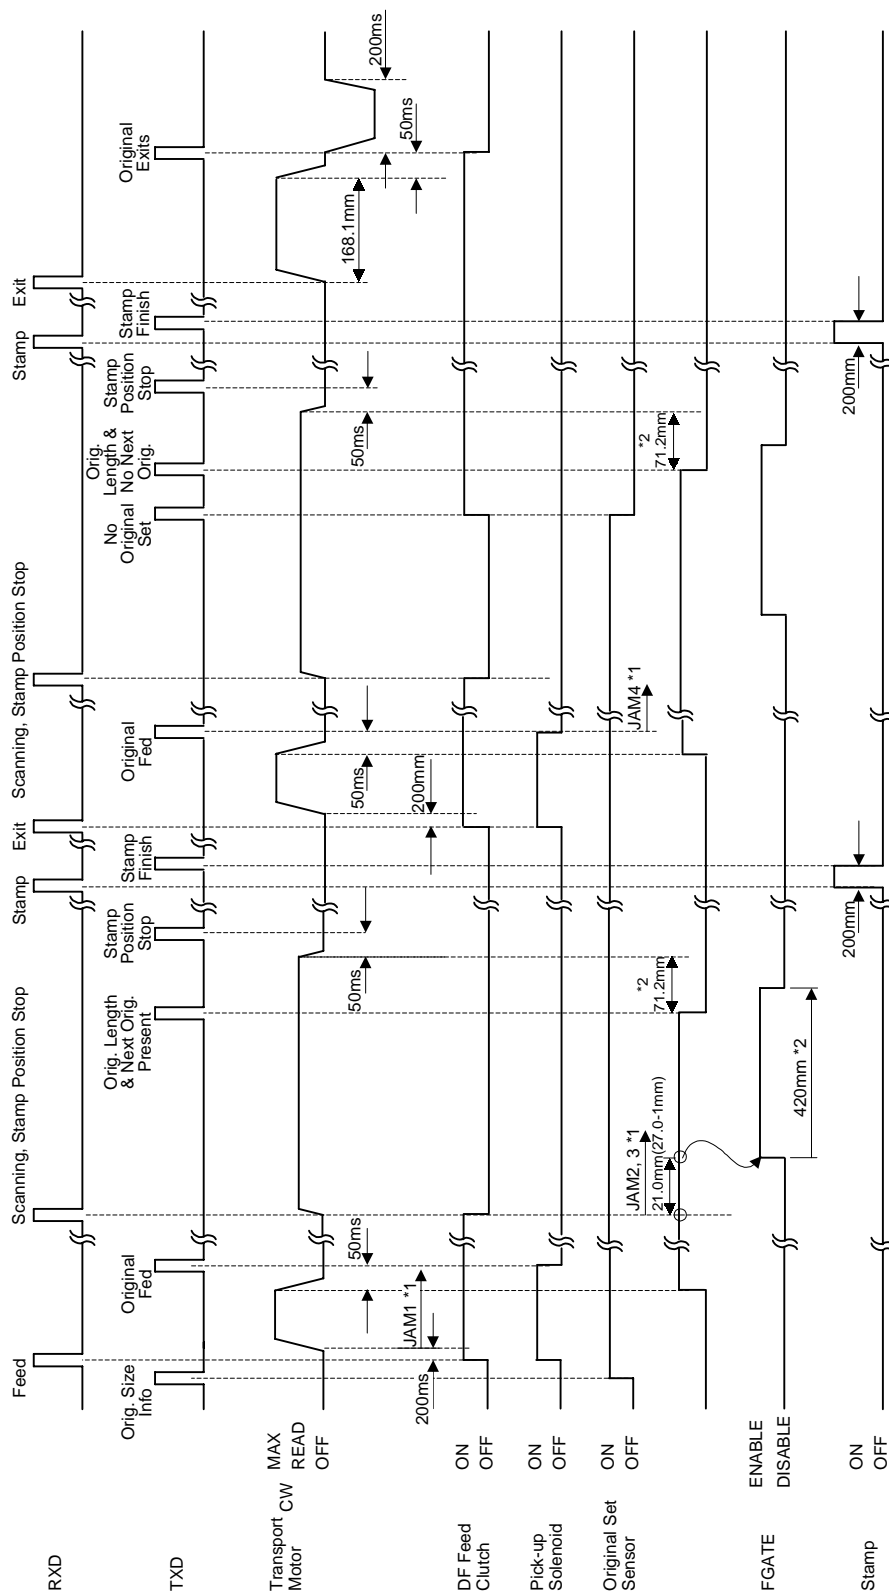 RXD
Feed
Scanning, Stamp Position Stop
Stamp
Exit
Scanning, Stamp Position Stop
Stamp
Exit
TXD
Orig. Size
Info
Original
Fed
Orig. Length
& Next Orig.
Present
Stamp
Position
Stop
Stamp
Finish
Original
Fed
No
Original
Set
Orig.
Length &
No Next
Orig.
Stamp
Position
Stop
Stamp
Finish
Original
Exits
Transport
Motor
CW
MAX
READ
OFF
200ms
JAM1 *1
50ms
50ms
200mm
50ms
50ms
168.1mm
50ms
200ms
DF Feed
Clutch
ON
OFF
Pick-up
Solenoid
ON
OFF
Original Set
Sensor
ON
OFF
JAM2, 3 *1
21.0mm(27.0-1mm)
*2
71.2mm
JAM4 *1
*2
71.2mm
FGATE
ENABLE
DISABLE
420mm *2
Stamp
ON
OFF
200mm
200mm